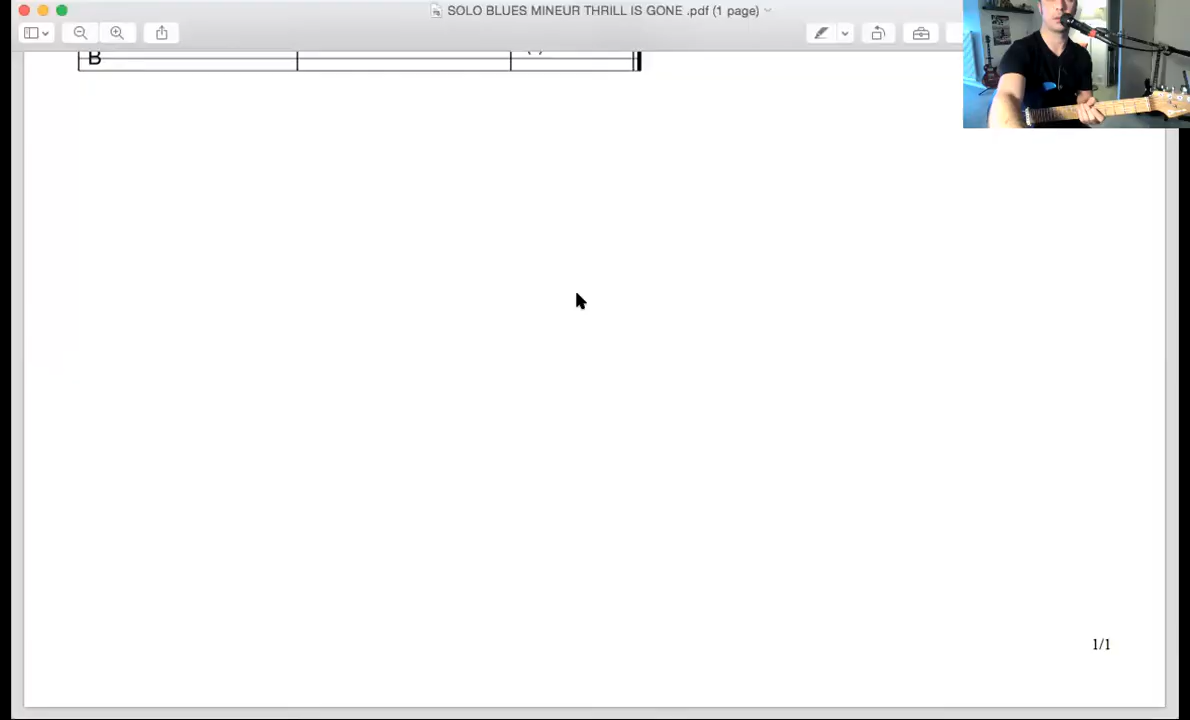 SOLO BLUES MINEUR THRILL IS GONE .pdf (1 page)
B
1/1